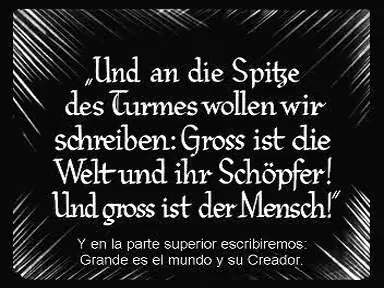 „Und an die Spitze
des Turmes wollen wir
schreiben: Gross ist die
Welt und ihr Schöpfer!
Und gross ist der Mensch!“
Y en la parte superior escribiremos:
Grande es el mundo y su Creador.